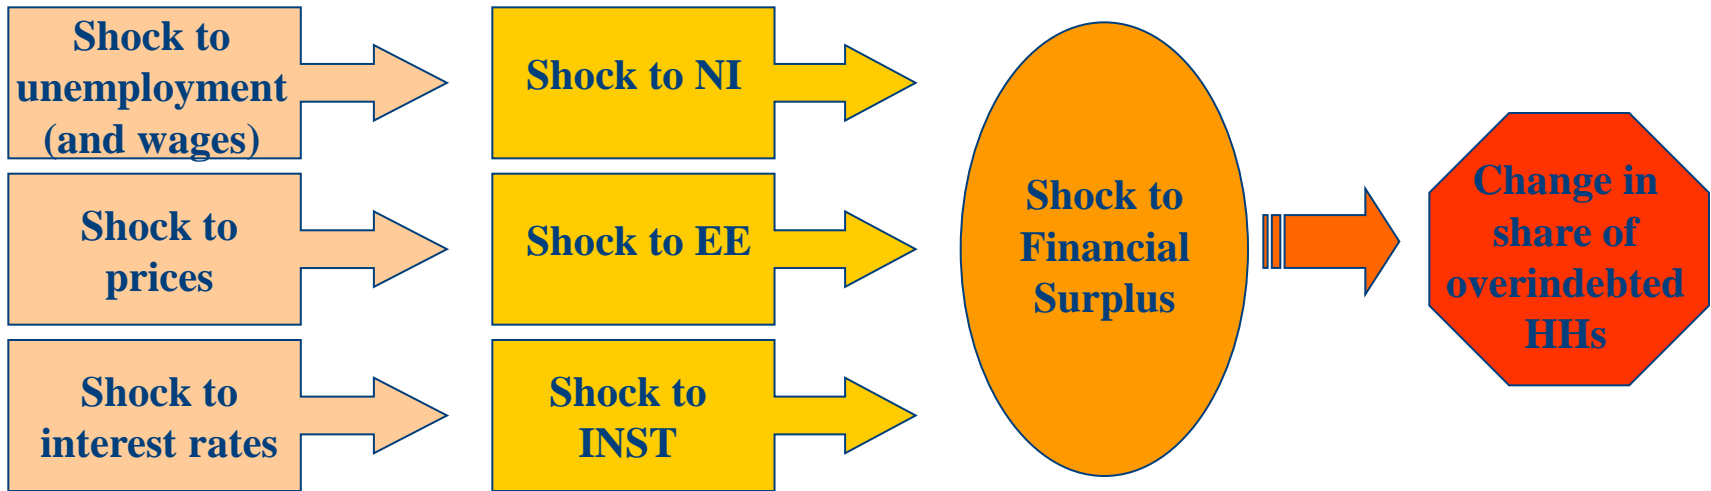 Shock to
unemployment
(and wages)
Shock to NI
Shock to
prices
Shock to EE
Shock to
interest rates
Shock to
INST
Shock to
Financial
Surplus
Change in
share of
overindebted
HHs